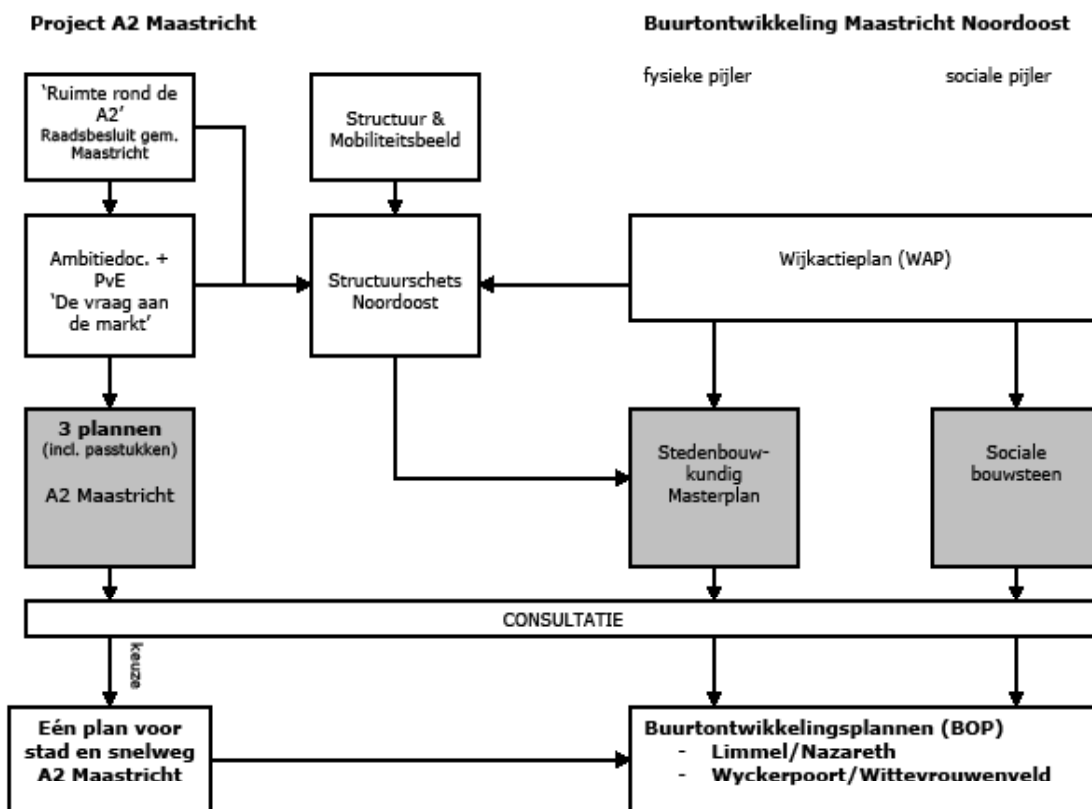 Project A2 Maastricht
Buurtontwikkeling Maastricht Noordoost
fysieke pijler
sociale pijler
‘Ruimte rond de
A2’
Raadsbesluit gem.
Maastricht
Structuur &
Mobiliteitsbeeld
Ambitiedoc. +
PvE
‘De vraag aan
de markt’
Structuurschets
Noordoost
Wijkactieplan (WAP)
3 plannen
(incl. passtukken)
A2 Maastricht
Stedenbouw-
kundig
Masterplan
Sociale
bouwsteen
CONSULTATIE
keuze
Eén plan voor
stad en snelweg
A2 Maastricht
Buurtontwikkelingsplannen (BOP)
- Limmel/Nazareth
- Wyckerpoort/Wittevrouwenveld